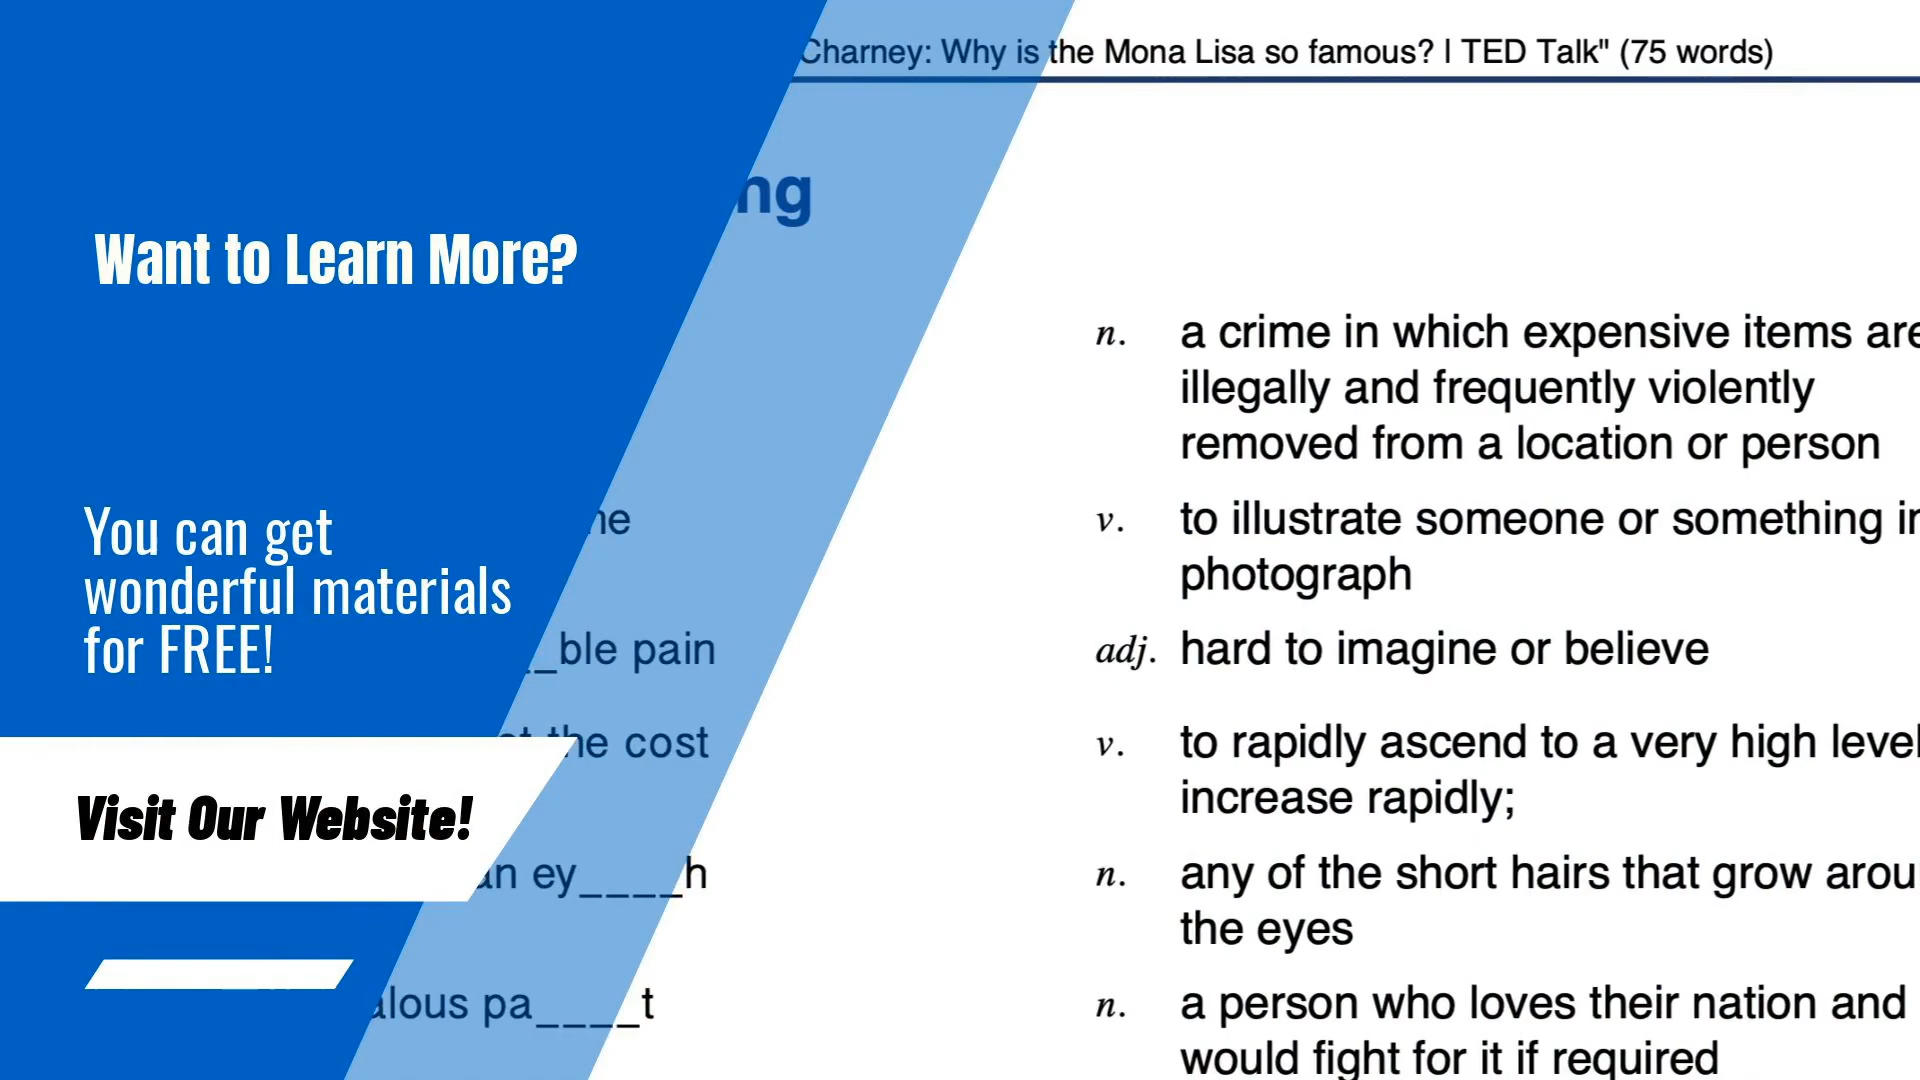 Charney: Why is the Mona Lisa so famous? | TED Talk" (75 words)
Want to Learn More?
You can get
wonderful materials
for FREE!
Visit Our Website!
n. a crime in which expensive items are
illegally and frequently violently
removed from a location or person
v. to illustrate someone or something in
photograph
_ble pain
adj. hard to imagine or believe
the cost
v. to rapidly ascend to a very high level
increase rapidly;
an ey____h
n. any of the short hairs that grow arou
the eyes
alous pa____t
n. a person who loves their nation and
would fight for it if required